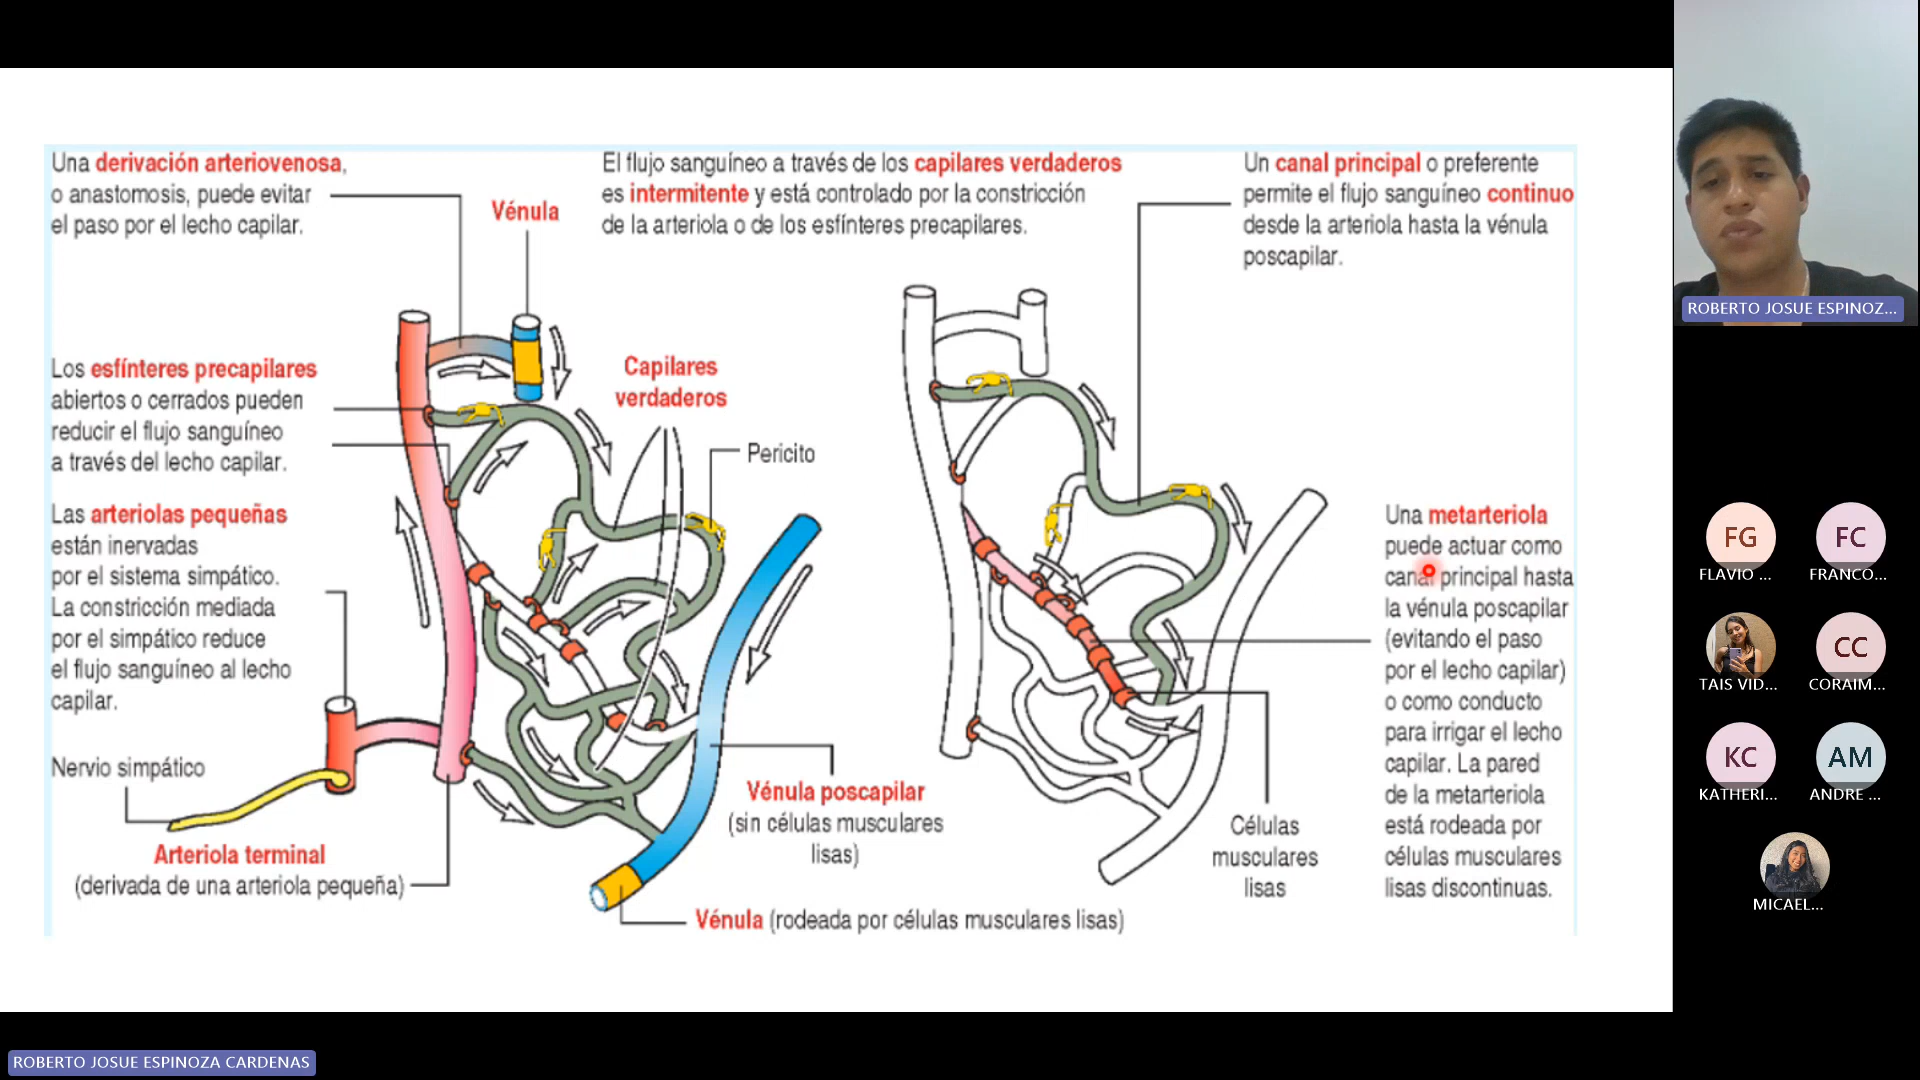 Una derivación arteriovenosa,
o anastomosis, puede evitar
el paso por el lecho capilar.
Vénula
El flujo sanguíneo a través de los capilares verdaderos
es intermitente y está controlado por la constricción
de la arteriola o de los esfínteres precapilares.
Un canal principal o preferente
permite el flujo sanguíneo continuo
desde la arteriola hasta la vénula
poscapilar.
Los esfínteres precapilares
abiertos o cerrados pueden
reducir el flujo sanguíneo
a través del lecho capilar.
Capilares
verdaderos
Pericito
Las arteriolas pequeñas
están inervadas
por el sistema simpático.
La constricción mediada
por el simpático reduce
el flujo sanguíneo al lecho
capilar.
Nervio simpático
Arteriola terminal
(derivada de una arteriola pequeña)
Vénula poscapilar
(sin células musculares
lisas)
Vénula (rodeada por células musculares lisas)
Células
musculares
lisas
Una metarteriola
puede actuar como
canal principal hasta
la vénula poscapilar
(evitando el paso
por el lecho capilar)
o como conducto
para irrigar el lecho
capilar. La pared
de la metarteriola
está rodeada por
células musculares
lisas discontinuas.
ROBERTO JOSUE ESPINOZ...
FG
FLAVIO ...
FC
FRANCO...
TAIS VID...
CC
CORAIM...
KC
KATHERI...
AM
ANDRE ...
MICAEL...
ROBERTO JOSUE ESPINOZA CARDENAS